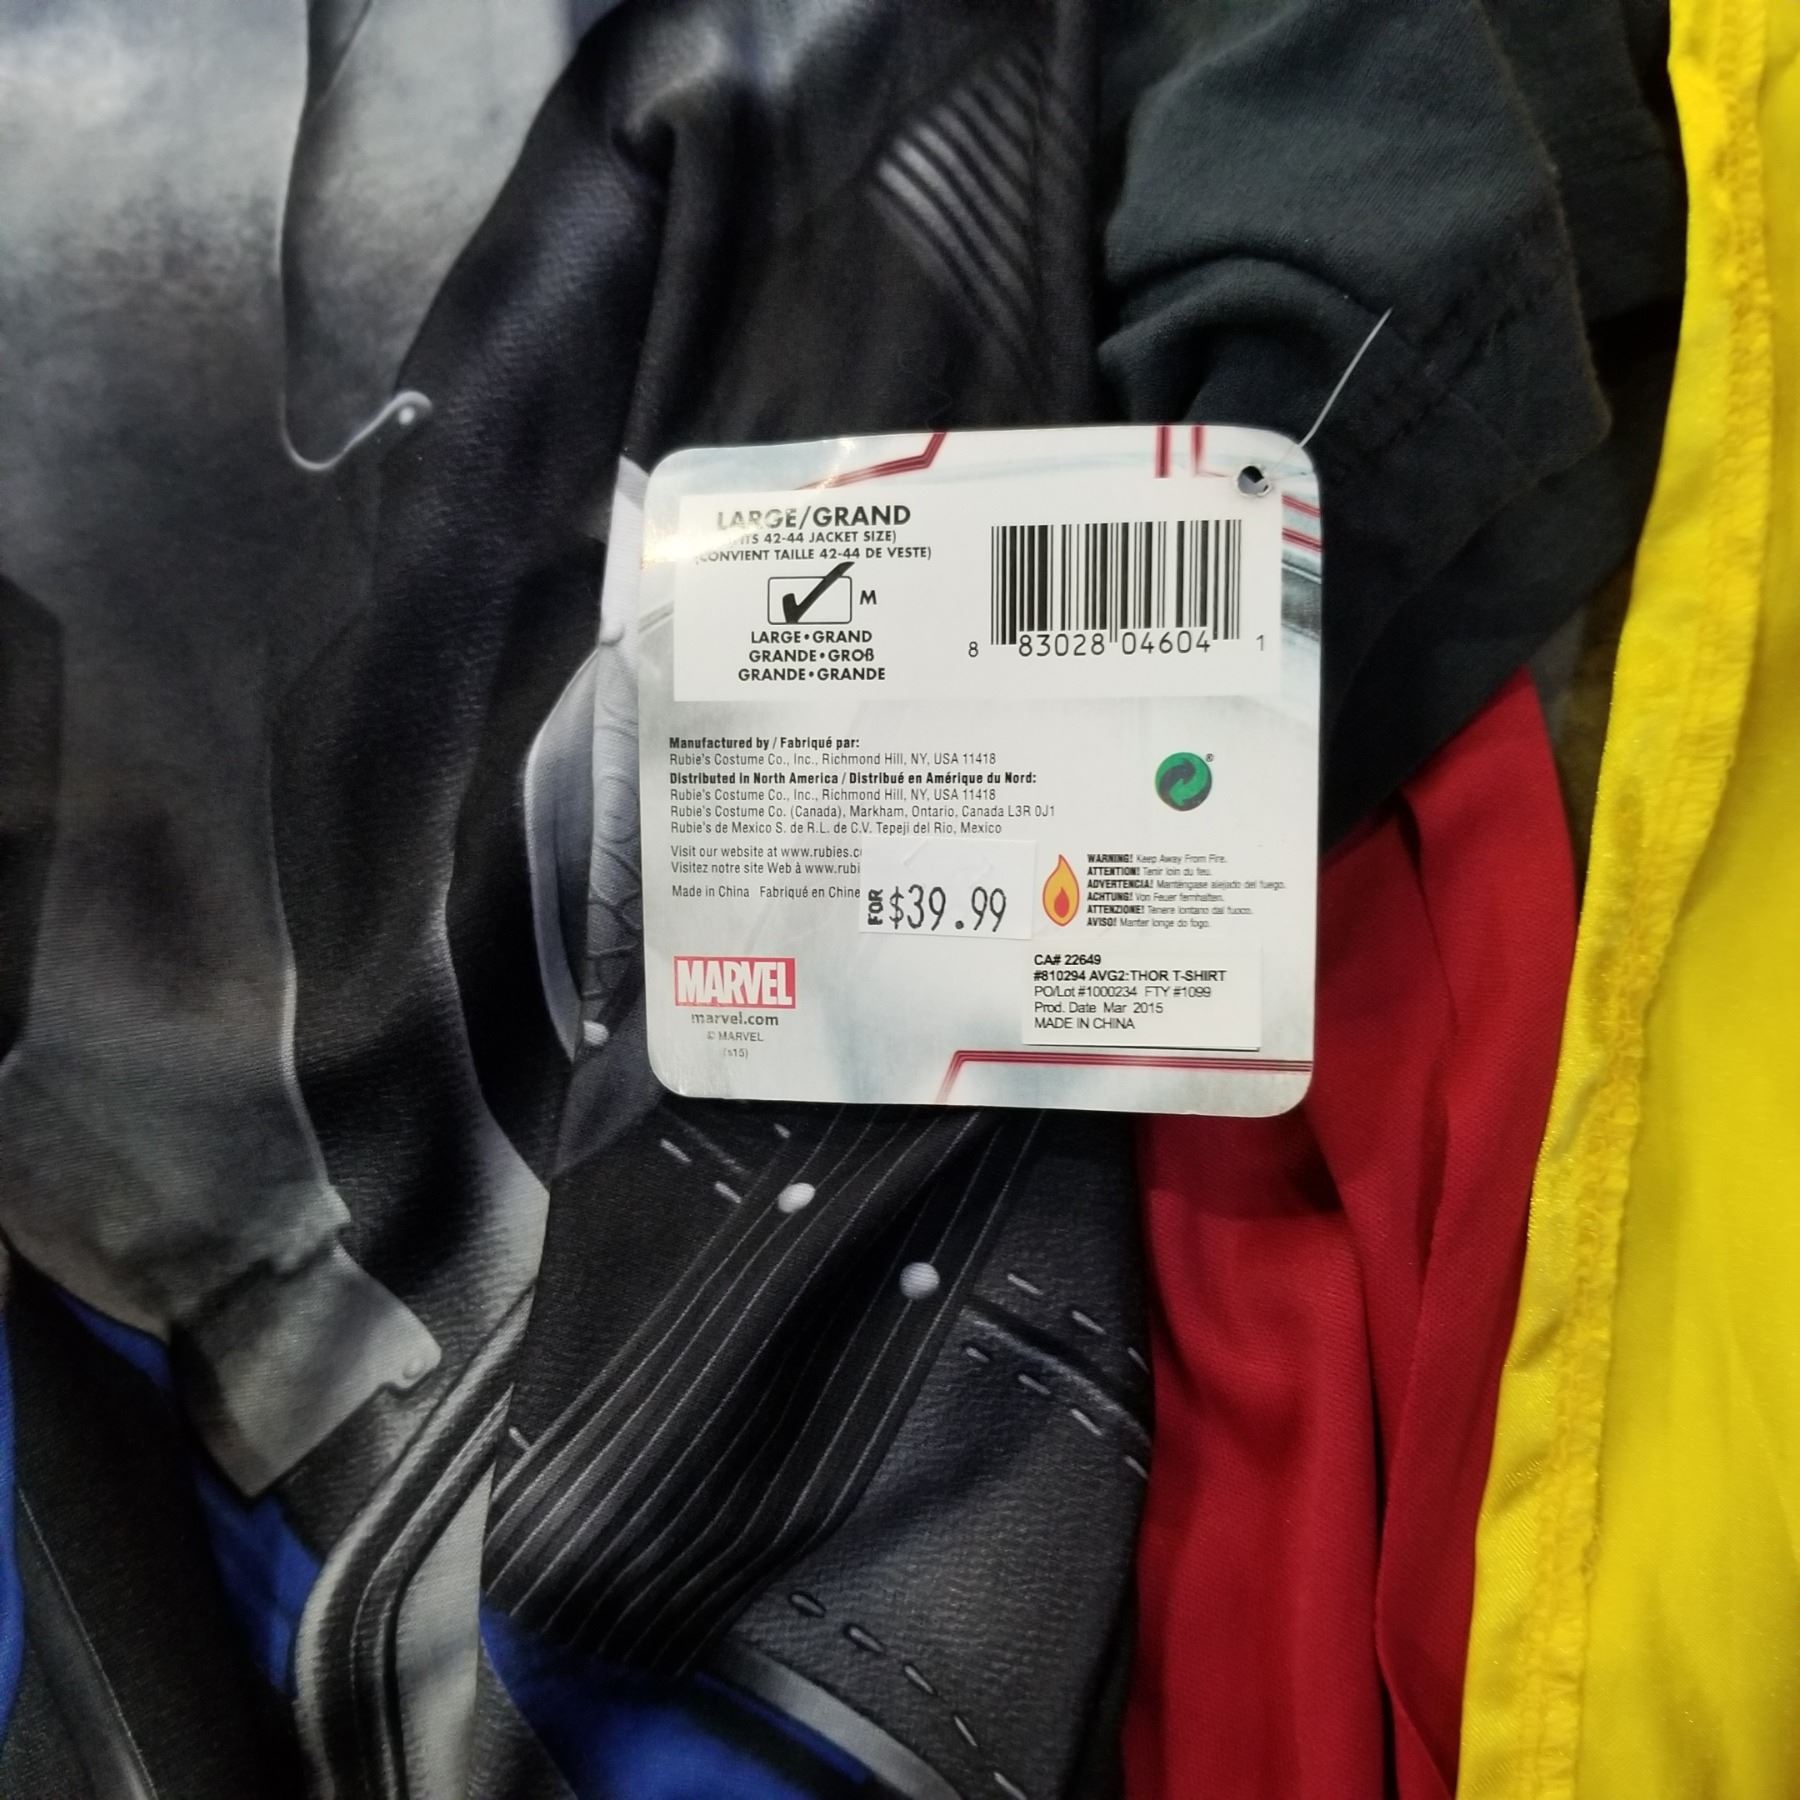 LARGE/GRAND
42-44 JACKET SIZE)
(CONVIENT TAILLE 42-44 DE VESTE)
M
LARGE•GRAND
GRANDE•GROß
GRANDE•GRANDE
8 83028 04604 1
Manufactured by / Fabriqué par:
Rubie's Costume Co., Inc., Richmond Hill, NY, USA 11418
Distributed in North America / Distribué en Amérique du Nord:
Rubie's Costume Co., Inc., Richmond Hill, NY, USA 11418
Rubie's Costume Co. (Canada), Markham, Ontario, Canada L3R 0J1
Rubie's de Mexico S. de R.L. de C.V. Tepeji del Rio, Mexico
Visit our website at www.rubies.c
Visitez notre site Web à www.rubi
Made in China Fabriqué en Chine
FOR $39.99
®
WARNING! Keep Away From Fire.
ATTENTION! Tenir loin du feu.
ADVERTENCIA! Manténgase alejado del fuego.
ACHTUNG! Von Feuer fernhalten.
ATTENZIONE! Tenere lontano dal fuoco.
AVISO! Manter longe do fogo.
MARVEL
marvel.com
© MARVEL
(s15)
CA# 22649
#810294 AVG2:THOR T-SHIRT
PO/Lot #1000234 FTY #1099
Prod. Date Mar 2015
MADE IN CHINA